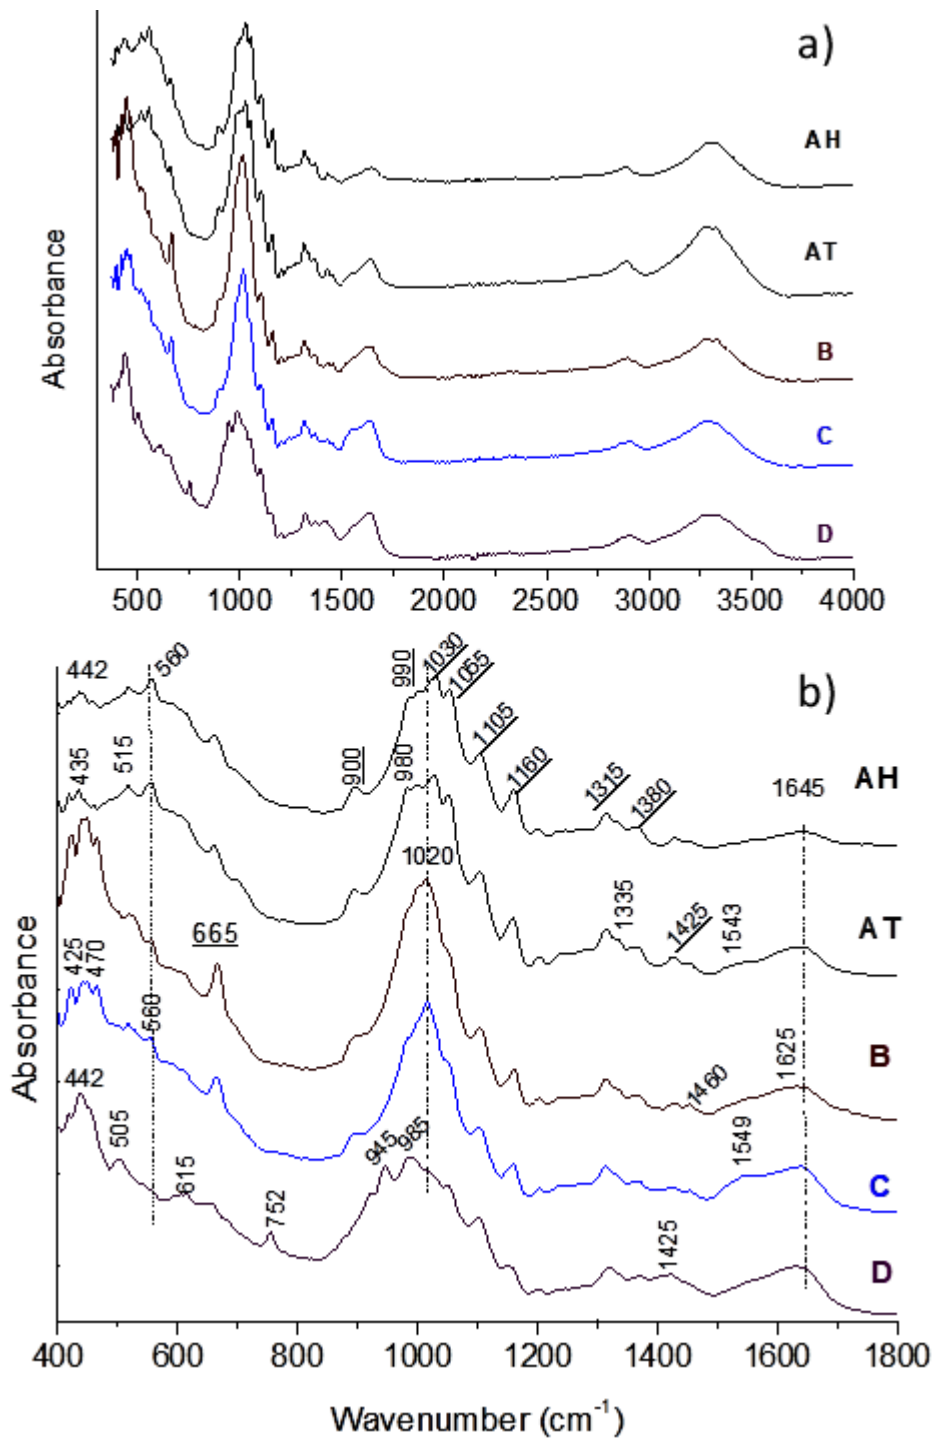 a)
AH
AT
B
C
D
Absorbance
500 1000 1500 2000 2500 3000 3500 4000
b)
442 560 990 1030 1065 1105 1160 1315 1380 1645 AH
435 515 900 980 1335 1425 1543 AT
1020
665 1460 1625 B
425 470 560 1549 C
442 505 615 752 945 985 1425 D
Absorbance
400 600 800 1000 1200 1400 1600 1800
Wavenumber (cm⁻¹)